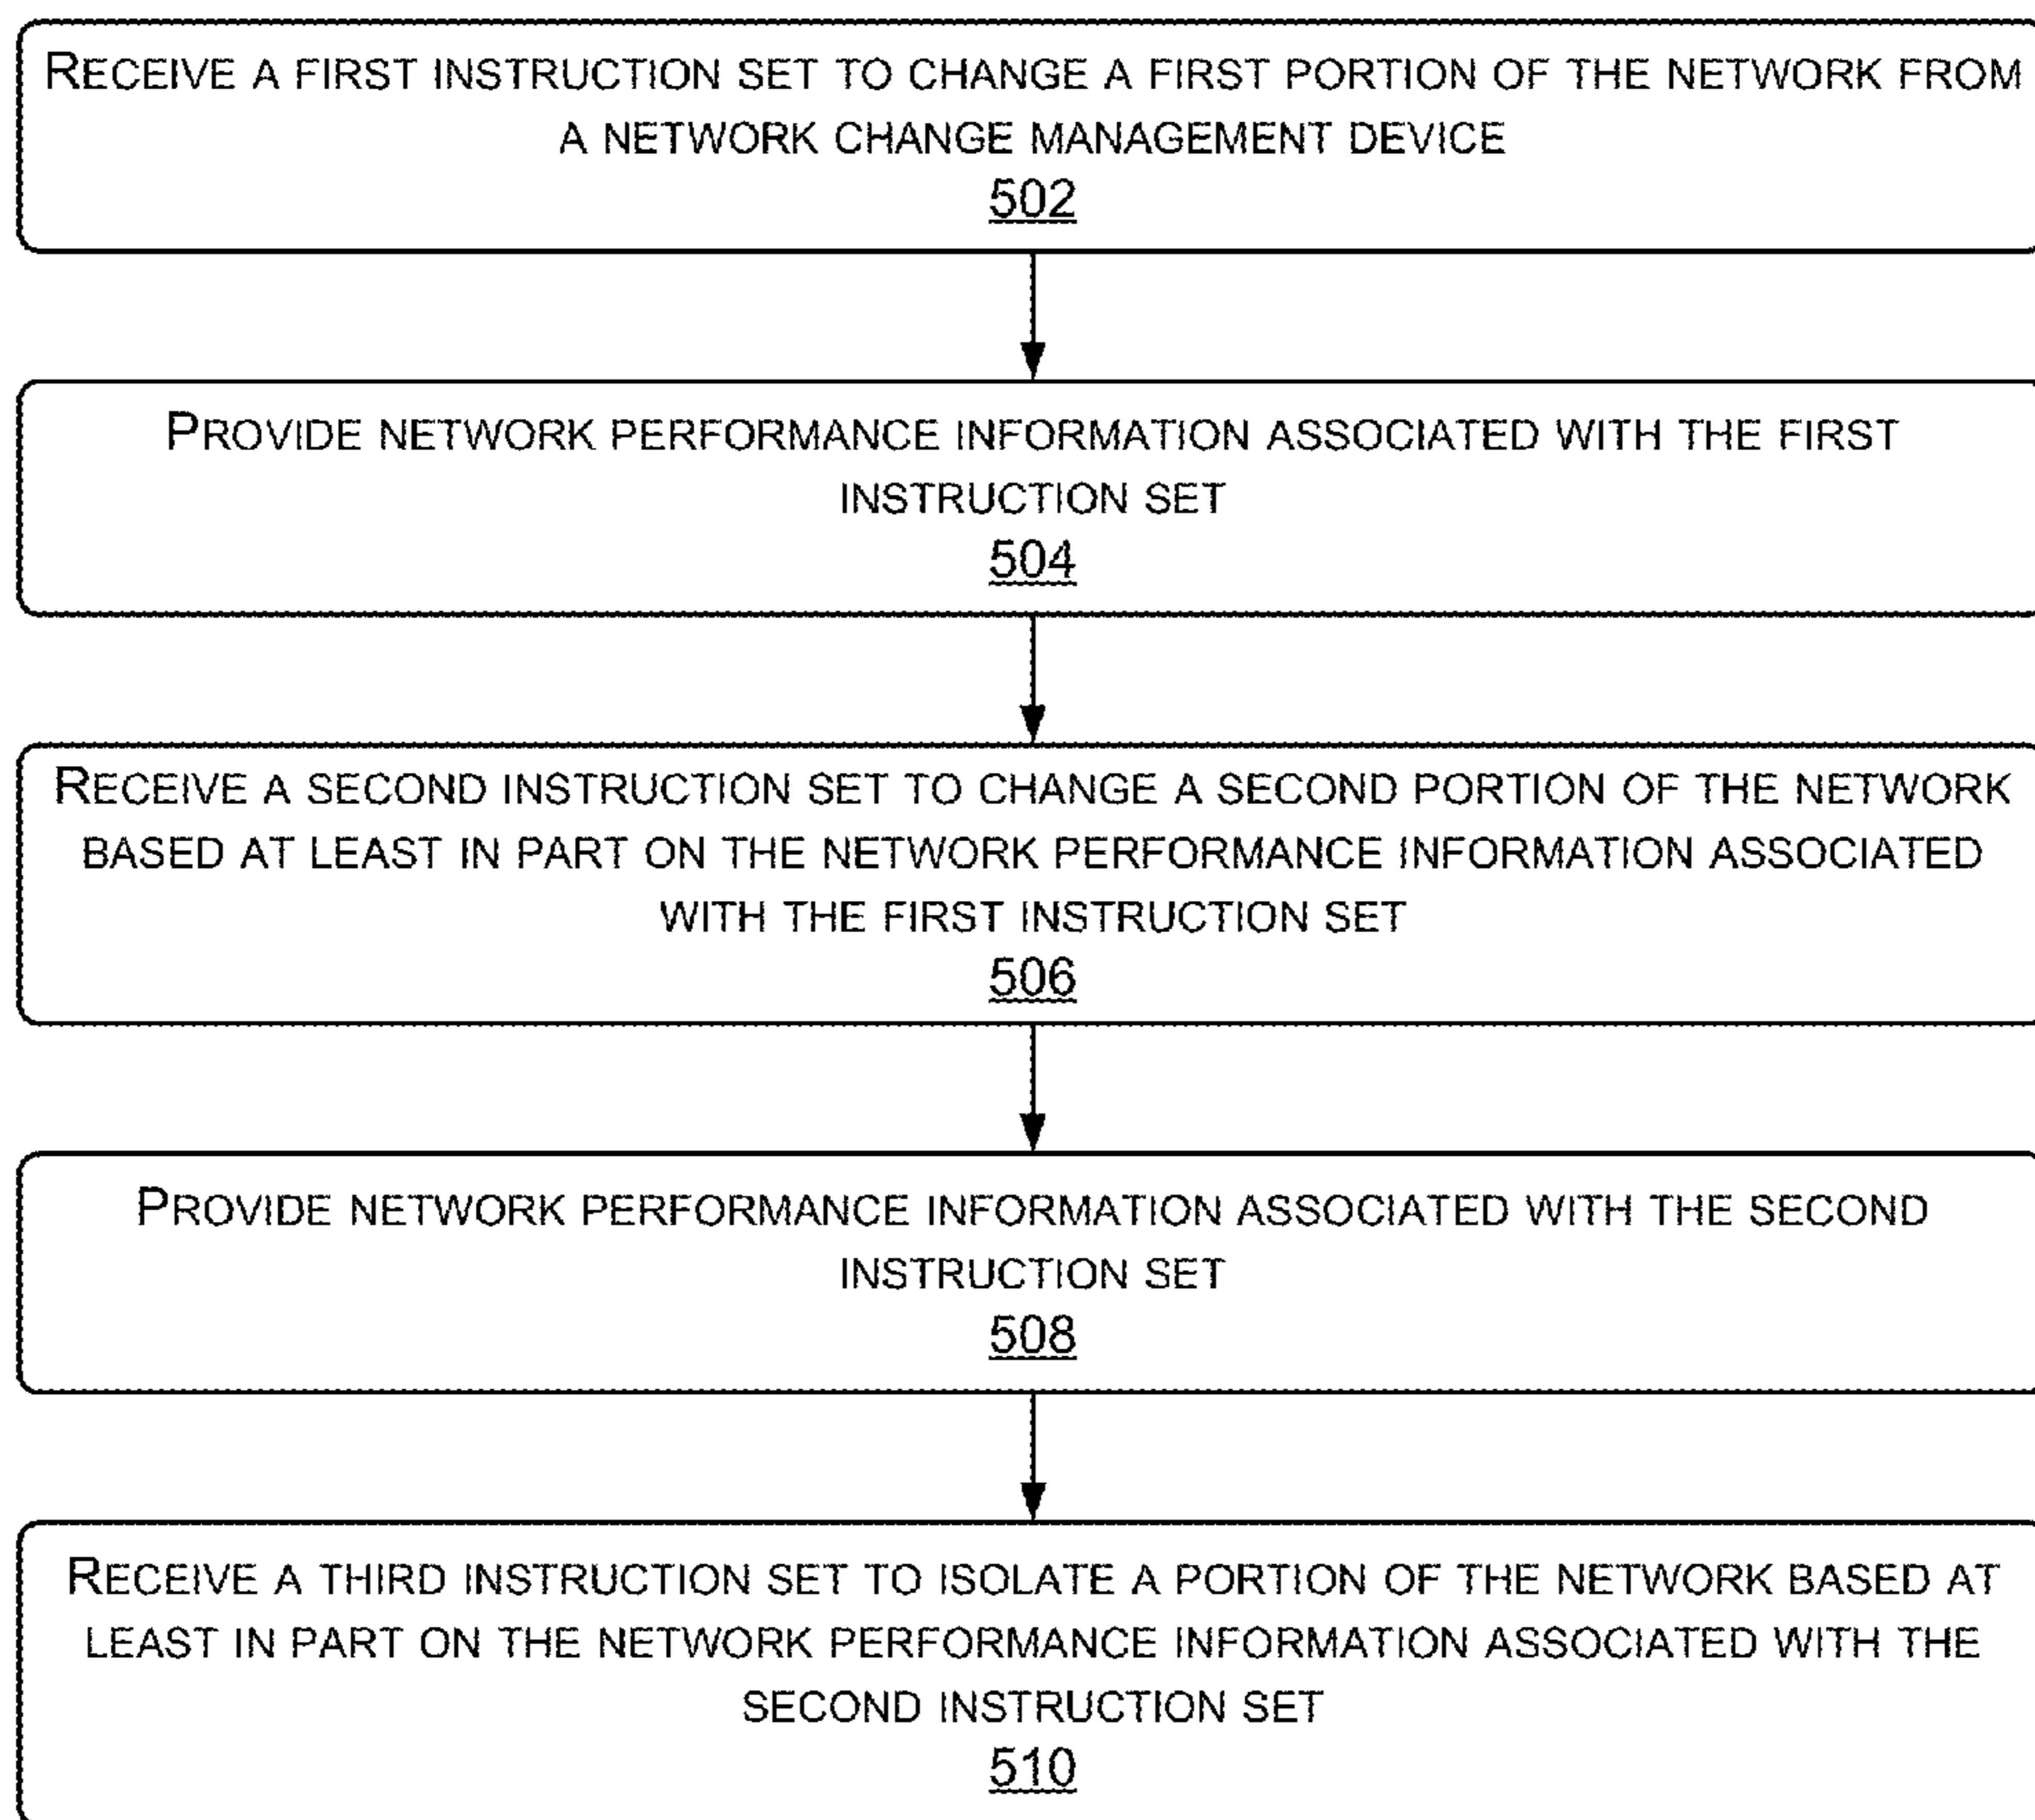 RECEIVE A FIRST INSTRUCTION SET TO CHANGE A FIRST PORTION OF THE NETWORK FROM
A NETWORK CHANGE MANAGEMENT DEVICE
502
PROVIDE NETWORK PERFORMANCE INFORMATION ASSOCIATED WITH THE FIRST
INSTRUCTION SET
504
RECEIVE A SECOND INSTRUCTION SET TO CHANGE A SECOND PORTION OF THE NETWORK
BASED AT LEAST IN PART ON THE NETWORK PERFORMANCE INFORMATION ASSOCIATED
WITH THE FIRST INSTRUCTION SET
506
PROVIDE NETWORK PERFORMANCE INFORMATION ASSOCIATED WITH THE SECOND
INSTRUCTION SET
508
RECEIVE A THIRD INSTRUCTION SET TO ISOLATE A PORTION OF THE NETWORK BASED AT
LEAST IN PART ON THE NETWORK PERFORMANCE INFORMATION ASSOCIATED WITH THE
SECOND INSTRUCTION SET
510